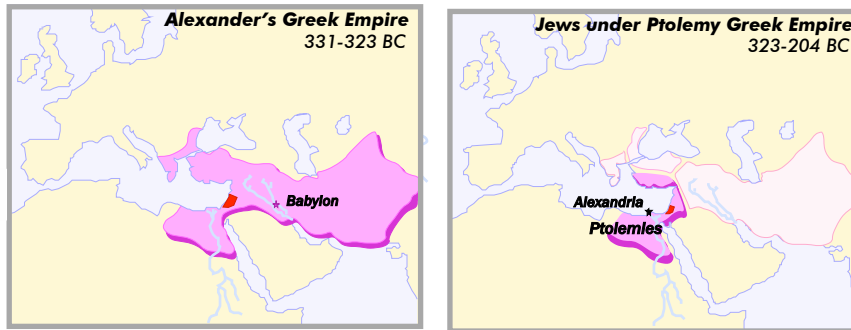 Alexander's Greek Empire
331-323 BC
Babylon
Jews under Ptolemy Greek Empire
323-204 BC
Alexandria
Ptolemies